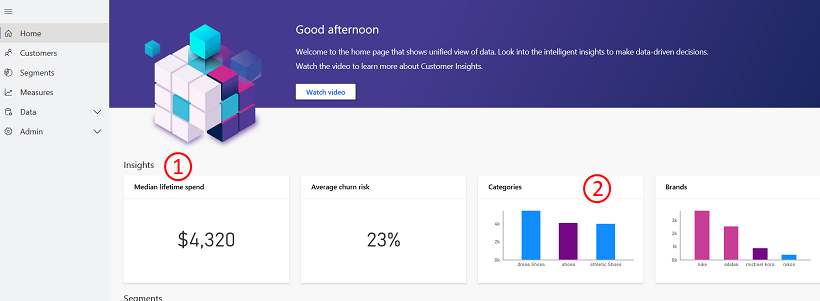 Home
Customers
Segments
Measures
Data
Admin
Good afternoon
Welcome to the home page that shows unified view of data. Look into the intelligent insights to make data-driven decisions.
Watch the video to learn more about Customer Insights.
Watch video
Insights
1
Median lifetime spend
$4,320
Average churn risk
23%
Categories
2
4k
2k
0k
dress Shoes shoes athletic Shoes
Brands
3k
2k
1k
0k
nike adidas michael kors nikon
Segments